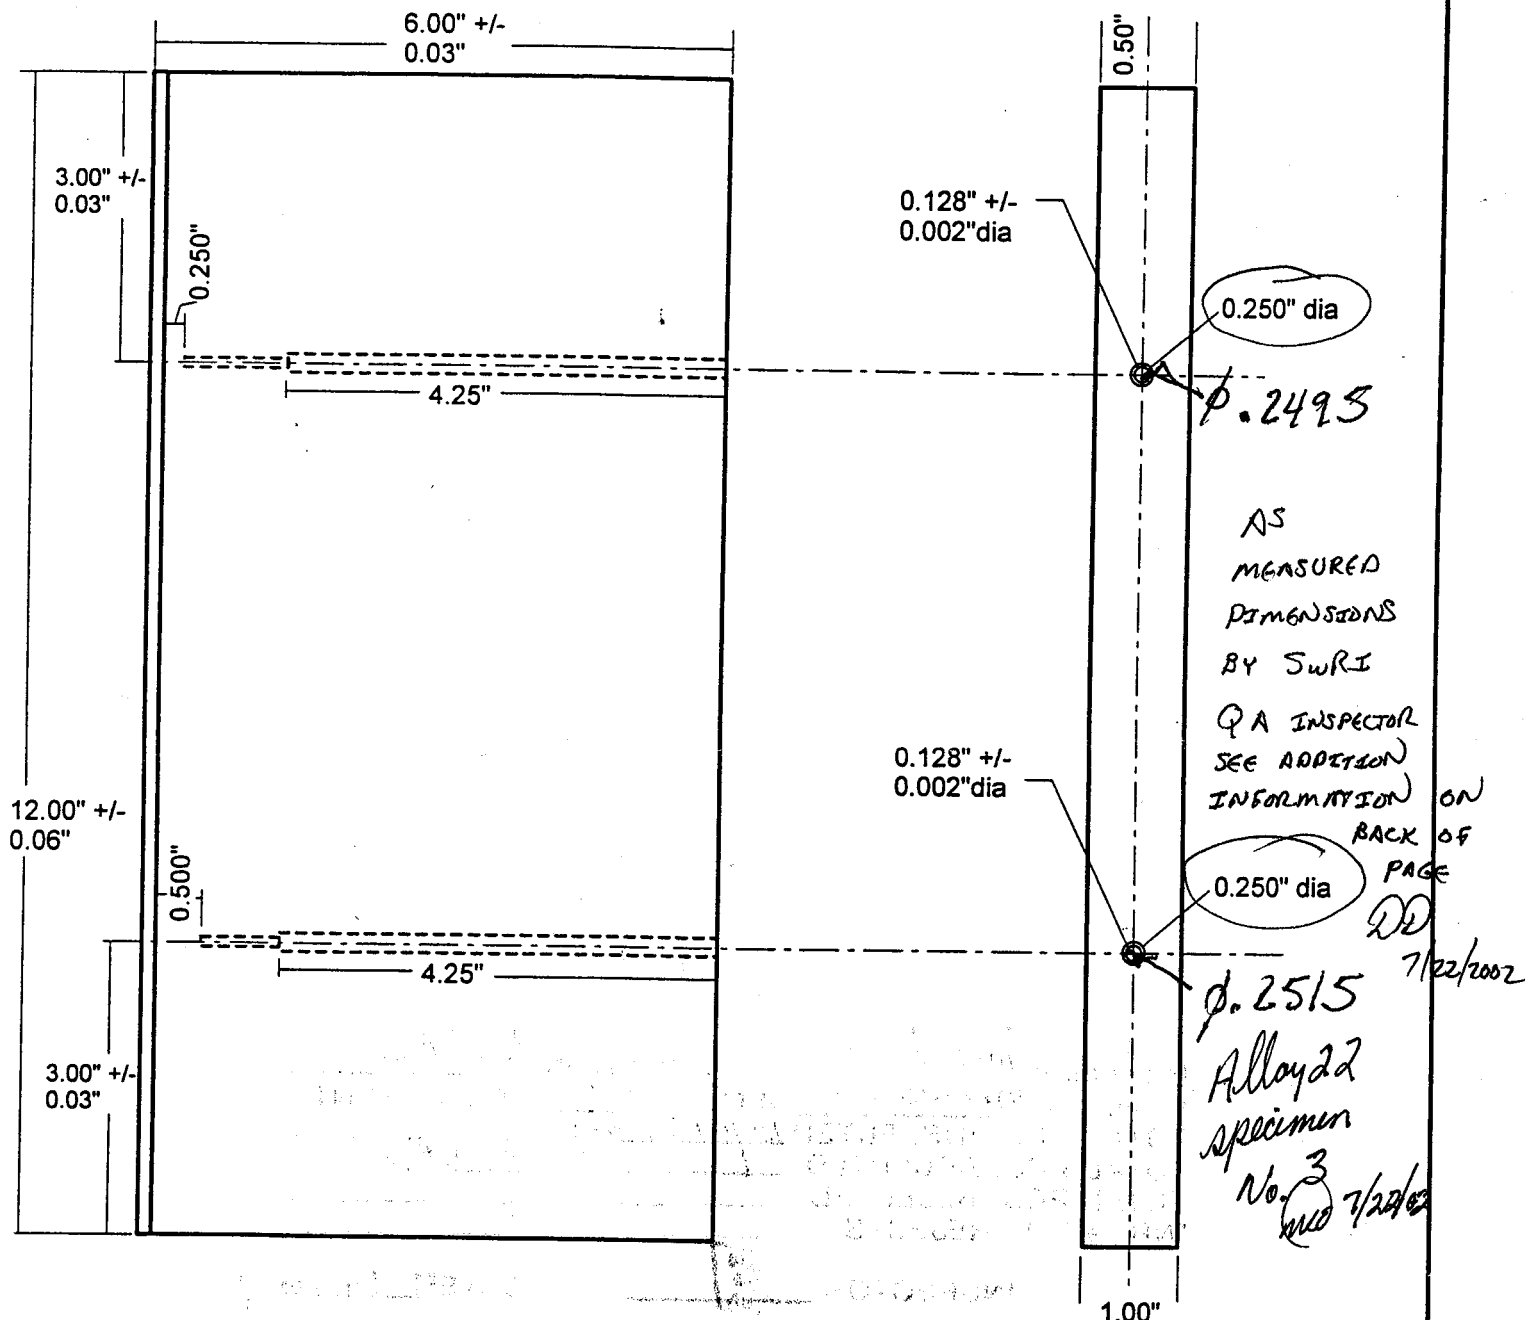 6.00" +/-
0.03"
0.50"
3.00" +/-
0.03"
0.250"
0.128" +/-
0.002"dia
0.250" dia
4.25"
ø.2495
AS
MEASURED
DIMENSIONS
BY SwRI
QA INSPECTOR
SEE ADDITION
INFORMATION ON
BACK OF
PAGE
DD
7/22/2002
0.128" +/-
0.002"dia
12.00" +/-
0.06"
0.500"
0.250" dia
4.25"
ø.2515
Alloy 22
specimen
No. 3
3.00" +/-
0.03"
1.00"